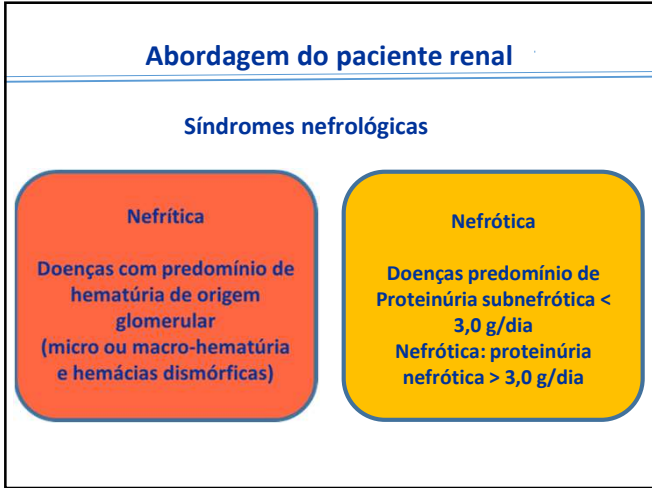 Abordagem do paciente renal
Síndromes nefrológicas
Nefrítica
Doenças com predomínio de
hematúria de origem
glomerular
(micro ou macro-hematúria
e hemácias dismórficas)
Nefrótica
Doenças predomínio de
Proteinúria subnefrótica <
3,0 g/dia
Nefrótica: proteinúria
nefrótica > 3,0 g/dia